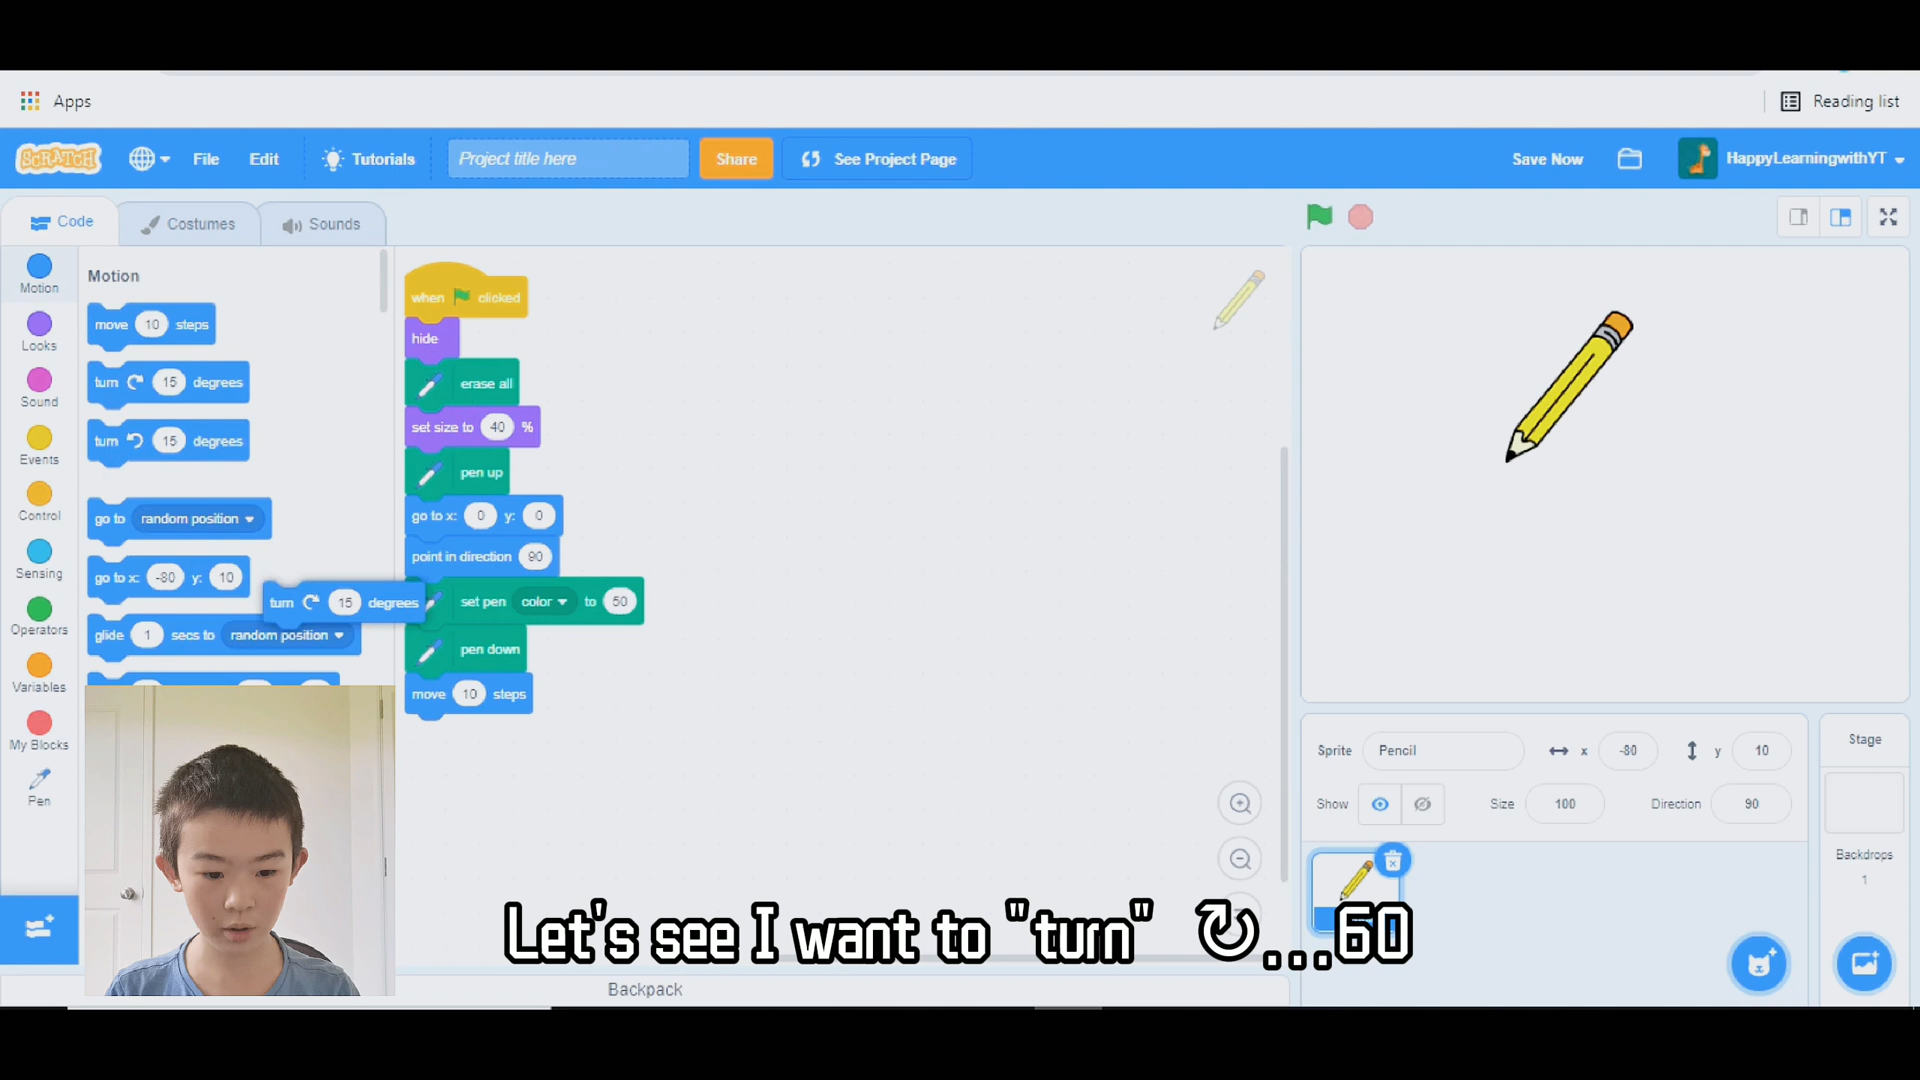 Apps
Reading list
SCRATCH
File
Edit
Tutorials
Project title here
Share
See Project Page
Save Now
HappyLearningwithYT
Code
Costumes
Sounds
Motion
Looks
Sound
Events
Control
Sensing
Operators
Variables
My Blocks
Pen
Motion
move 10 steps
turn 15 degrees
turn 15 degrees
go to random position
go to x: -80 y: 10
glide 1 secs to random position
turn 15 degrees
when clicked
hide
erase all
set size to 40 %
pen up
go to x: 0 y: 0
point in direction 90
set pen color to 50
pen down
move 10 steps
Backpack
Sprite Pencil x -80 y 10
Show Size 100 Direction 90
Stage
Backdrops
1
Let's see I want to "turn" ↻...60